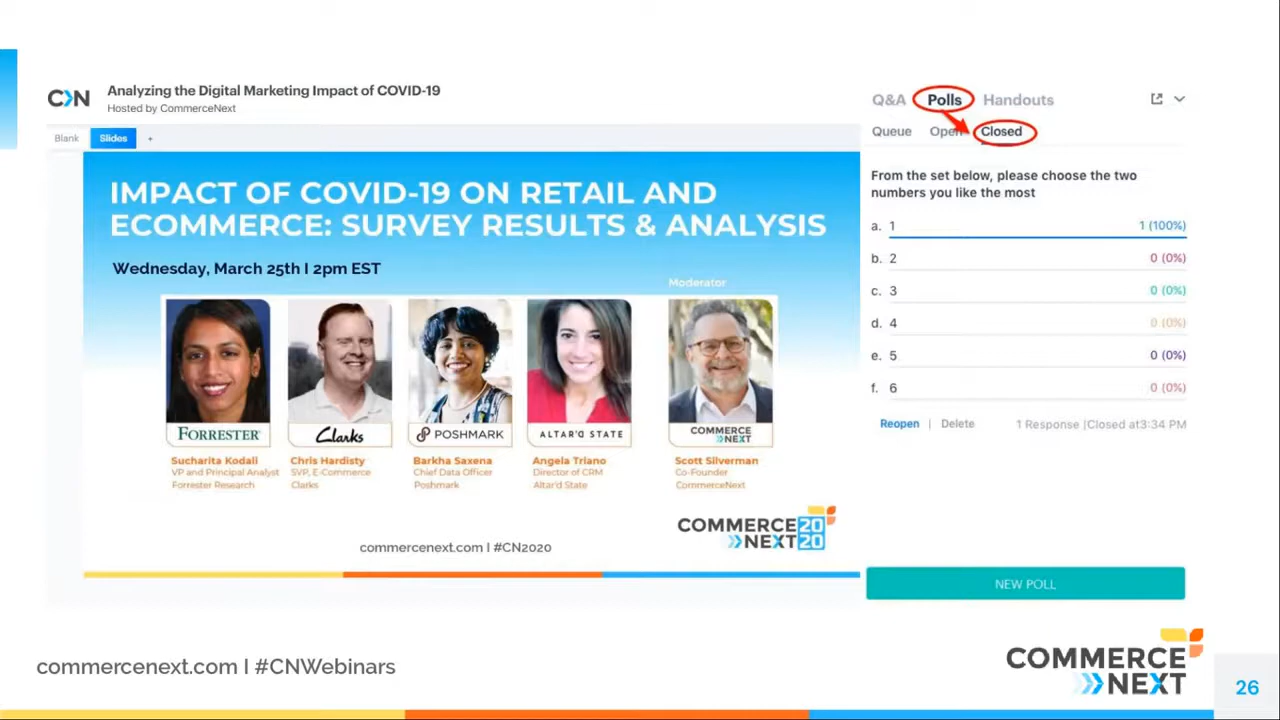 Analyzing the Digital Marketing Impact of COVID-19
Hosted by CommerceNext
Blank Slides +
IMPACT OF COVID-19 ON RETAIL AND
ECOMMERCE: SURVEY RESULTS & ANALYSIS
Wednesday, March 25th I 2pm EST
Moderator
FORRESTER
Clarks
POSHMARK
ALTAR'D STATE
COMMERCE
NEXT
Sucharita Kodali
VP and Principal Analyst
Forrester Research
Chris Hardisty
SVP, E-Commerce
Clarks
Barkha Saxena
Chief Data Officer
Poshmark
Angela Triano
Director of CRM
Altar'd State
Scott Silverman
Co-Founder
CommerceNext
commercenext.com I #CN2020
COMMERCE 20
NEXT 20
Q&A Polls Handouts
Queue Open Closed
From the set below, please choose the two
numbers you like the most
a. 1 1 (100%)
b. 2 0 (0%)
c. 3 0 (0%)
d. 4 0 (0%)
e. 5 0 (0%)
f. 6 0 (0%)
Reopen | Delete 1 Response |Closed at3:34 PM
NEW POLL
commercenext.com I #CNWebinars
COMMERCE
NEXT
26